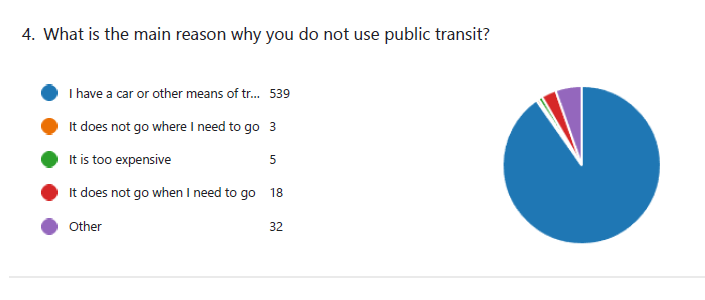 4. What is the main reason why you do not use public transit?
I have a car or other means of tr... 539
It does not go where I need to go 3
It is too expensive 5
It does not go when I need to go 18
Other 32